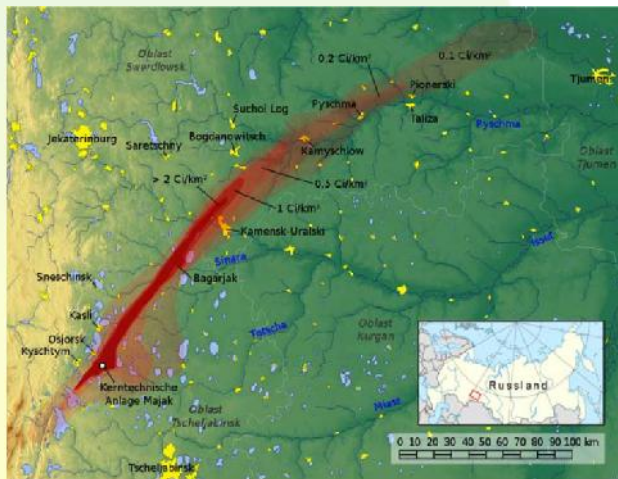 Oblast
Swerdlowsk
0.2 Ci/km²
0.1 Ci/km²
Tjumen
Pionerski
Pyschma
Suchoi Log
Taliza
Pyschma
Bogdanowitsch
Jekaterinburg
Saretschny
Kamyschlow
Oblast
Tjumen
> 2 Ci/km²
0.5 Ci/km²
1 Ci/km²
Kamensk-Uralski
Isset
Sinara
Bagarjak
Sneschinsk
Kasli
Tetscha
Oblast
Kurgan
Osjorsk
Kyschtym
Kerntechnische
Anlage Majak
Russland
Oblast
Tscheljabinsk
Miass
0 10 20 30 40 50 60 70 80 90 100 km
Tscheljabinsk